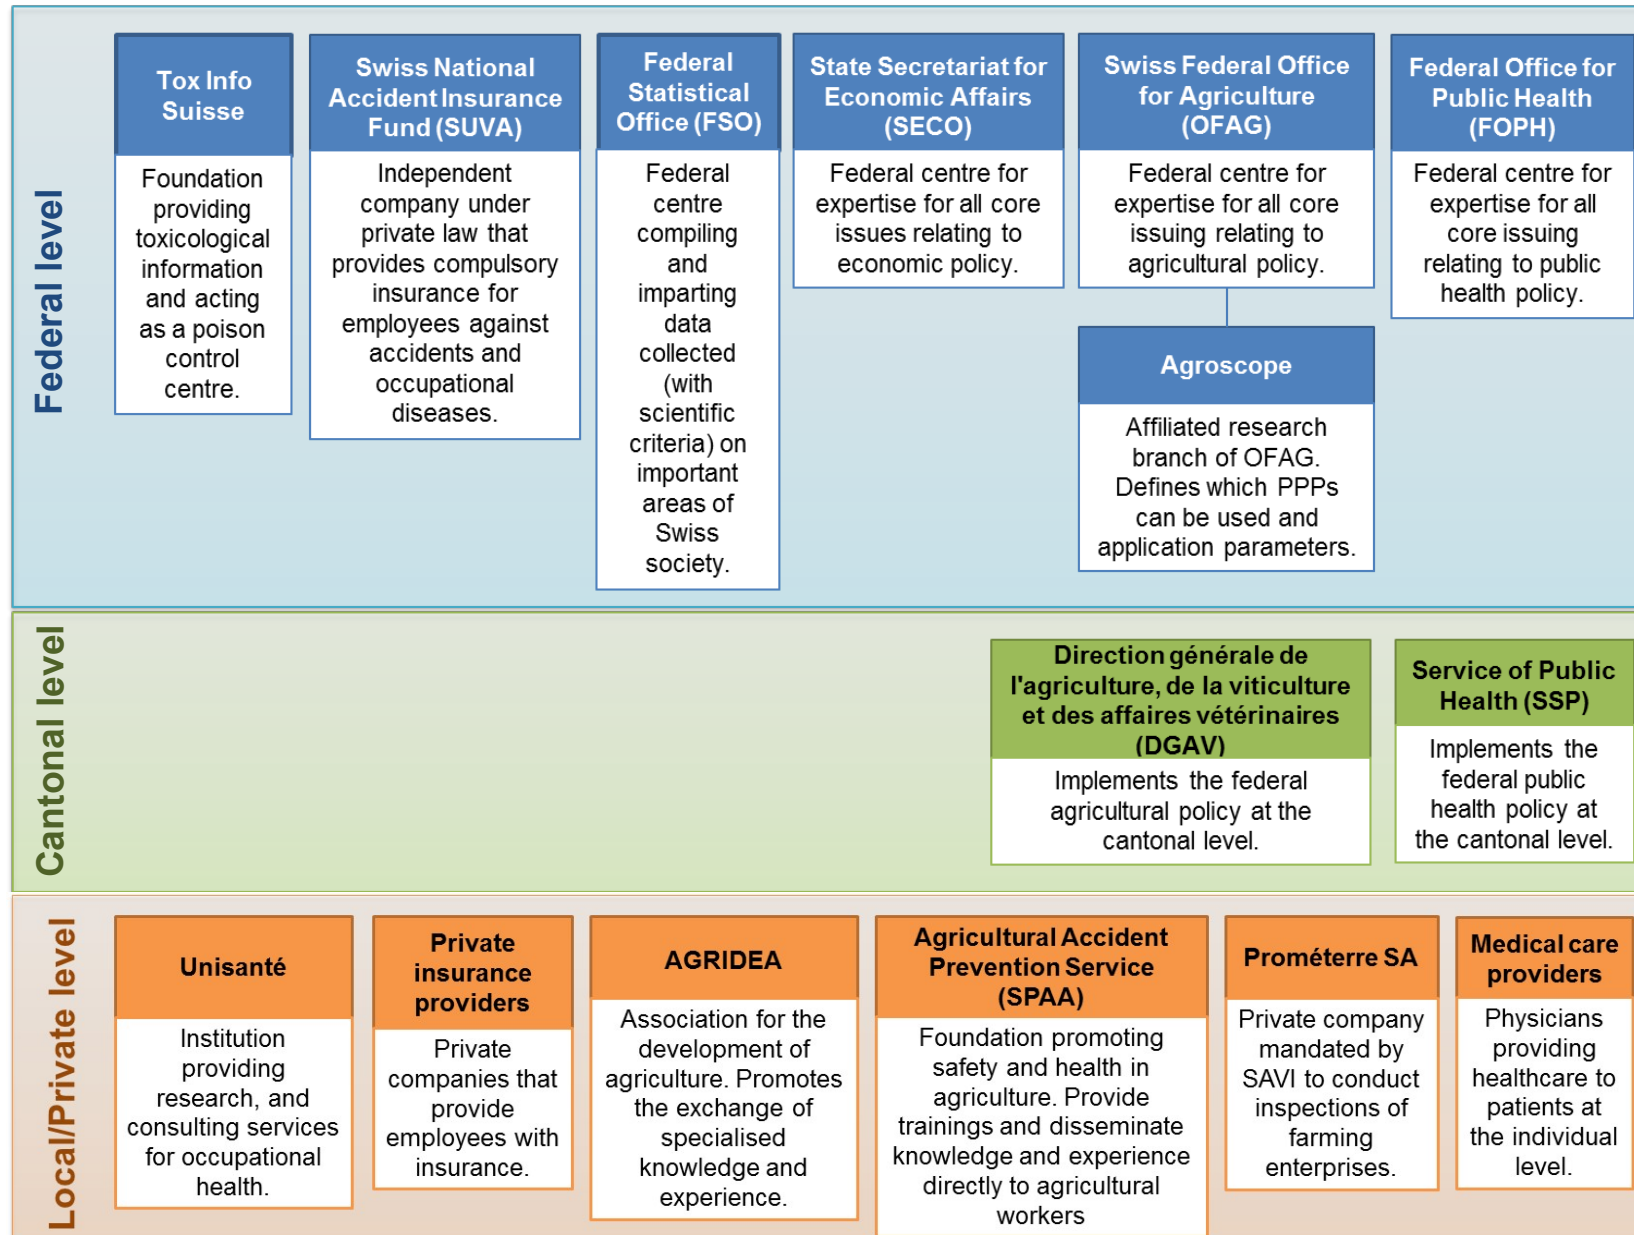 Federal level
Tox Info
Suisse
Foundation
providing
toxicological
information
and acting
as a poison
control
centre.
Swiss National
Accident Insurance
Fund (SUVA)
Independent
company under
private law that
provides compulsory
insurance for
employees against
accidents and
occupational
diseases.
Federal
Statistical
Office (FSO)
Federal
centre
compiling
and
imparting
data
collected
(with
scientific
criteria) on
important
areas of
Swiss
society.
State Secretariat for
Economic Affairs
(SECO)
Federal centre for
expertise for all core
issues relating to
economic policy.
Swiss Federal Office
for Agriculture
(OFAG)
Federal centre for
expertise for all core
issuing relating to
agricultural policy.
Agroscope
Affiliated research
branch of OFAG.
Defines which PPPs
can be used and
application parameters.
Federal Office for
Public Health
(FOPH)
Federal centre for
expertise for all
core issuing
relating to public
health policy.
Cantonal level
Direction générale de
l'agriculture, de la viticulture
et des affaires vétérinaires
(DGAV)
Implements the federal
agricultural policy at the
cantonal level.
Service of Public
Health (SSP)
Implements the
federal public
health policy at
the cantonal level.
Local/Private level
Unisanté
Institution
providing
research, and
consulting services
for occupational
health.
Private
insurance
providers
Private
companies that
provide
employees with
insurance.
AGRIDEA
Association for the
development of
agriculture. Promotes
the exchange of
specialised
knowledge and
experience.
Agricultural Accident
Prevention Service
(SPAA)
Foundation promoting
safety and health in
agriculture. Provide
trainings and disseminate
knowledge and experience
directly to agricultural
workers
Prométerre SA
Private company
mandated by
SAVI to conduct
inspections of
farming
enterprises.
Medical care
providers
Physicians
providing
healthcare to
patients at
the individual
level.